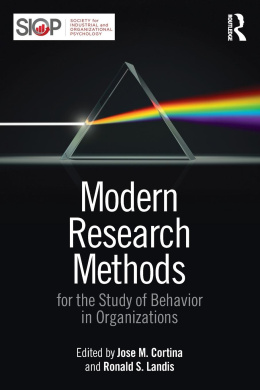 SIOP
SOCIETY for
INDUSTRIAL and
ORGANIZATIONAL
PSYCHOLOGY
R
ROUTLEDGE
Modern
Research
Methods
for the Study of Behavior
in Organizations
Edited by Jose M. Cortina
and Ronald S. Landis